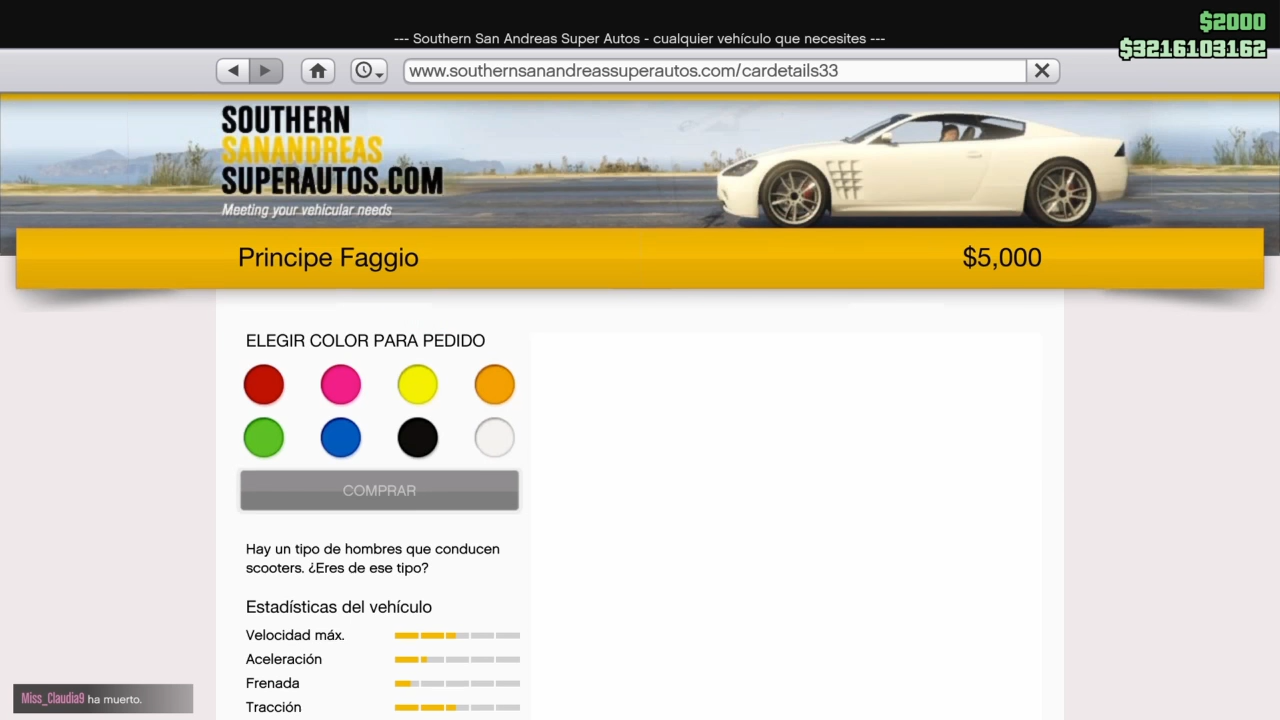 $2000
--- Southern San Andreas Super Autos - cualquier vehículo que necesites ---
$3216103162
www.southernsanandreassuperautos.com/cardetails33
SOUTHERN
SANANDREAS
SUPERAUTOS.COM
Meeting your vehicular needs
Principe Faggio
$5,000
ELEGIR COLOR PARA PEDIDO
COMPRAR
Hay un tipo de hombres que conducen
scooters. ¿Eres de ese tipo?
Estadísticas del vehículo
Velocidad máx.
Aceleración
Frenada
Tracción
Miss_Claudia9 ha muerto.